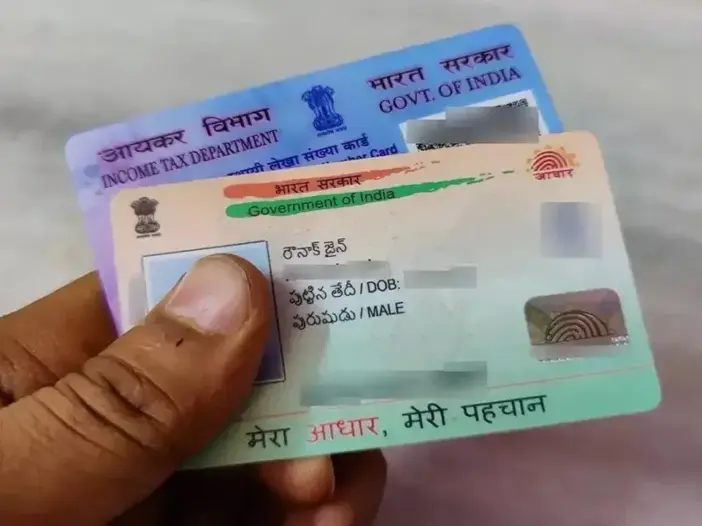 आयकर विभाग
INCOME TAX DEPARTMENT
भारत सरकार
GOVT. OF INDIA
स्थायी लेखा संख्या कार्ड
Card
भारत सरकार
Government of India
आधार
రౌనాక్ జైన్
పుట్టిన తేదీ / DOB:
పురుషుడు / MALE
मेरा आधार, मेरी पहचान